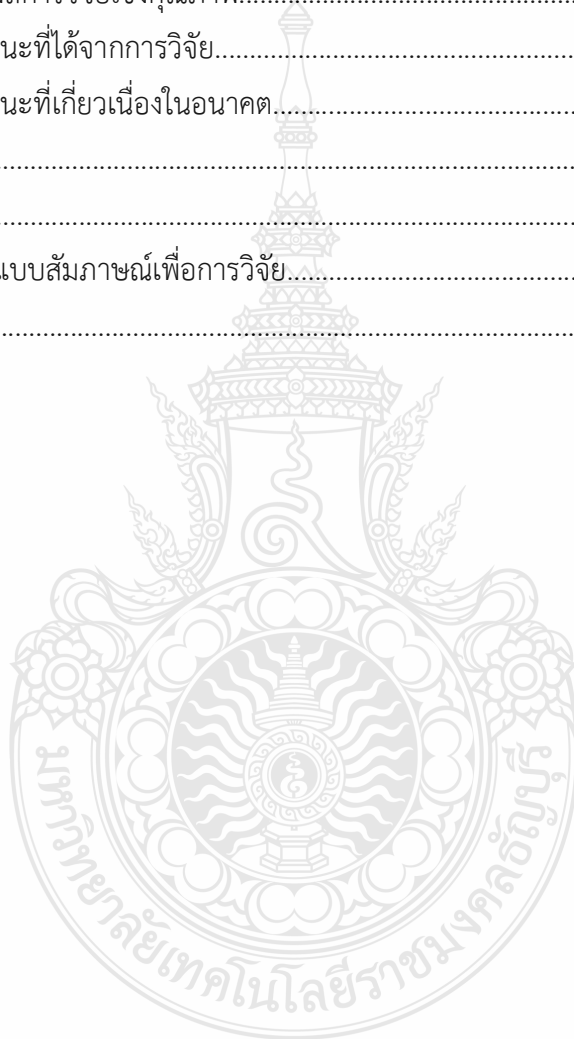 นะที่ได้จากการวิจัย........................................
นะที่เกี่ยวเนื่องในอนาคต........................................
........................................
........................................
แบบสัมภาษณ์เพื่อการวิจัย........................................
........................................
มหาวิทยาลัยเทคโนโลยีราชมงคลธัญบุรี